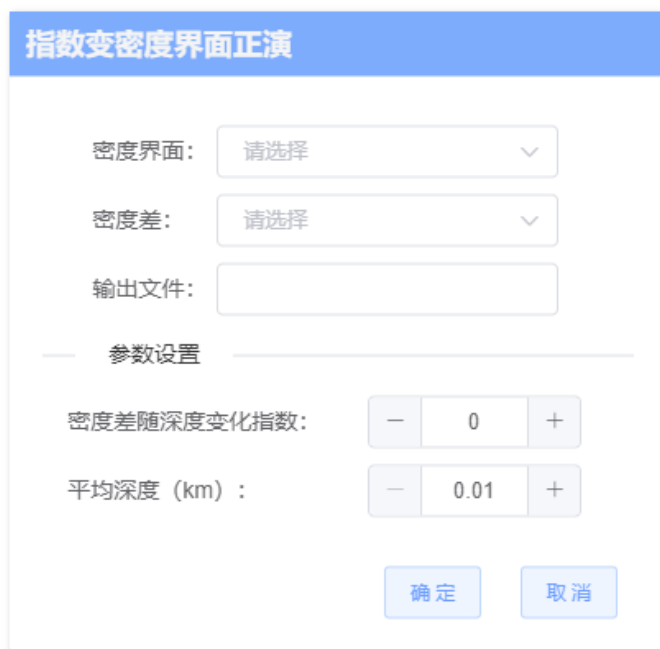 指数变密度界面正演
密度界面： 请选择
密度差： 请选择
输出文件：
参数设置
密度差随深度变化指数： − 0 +
平均深度（km）： − 0.01 +
确定 取消